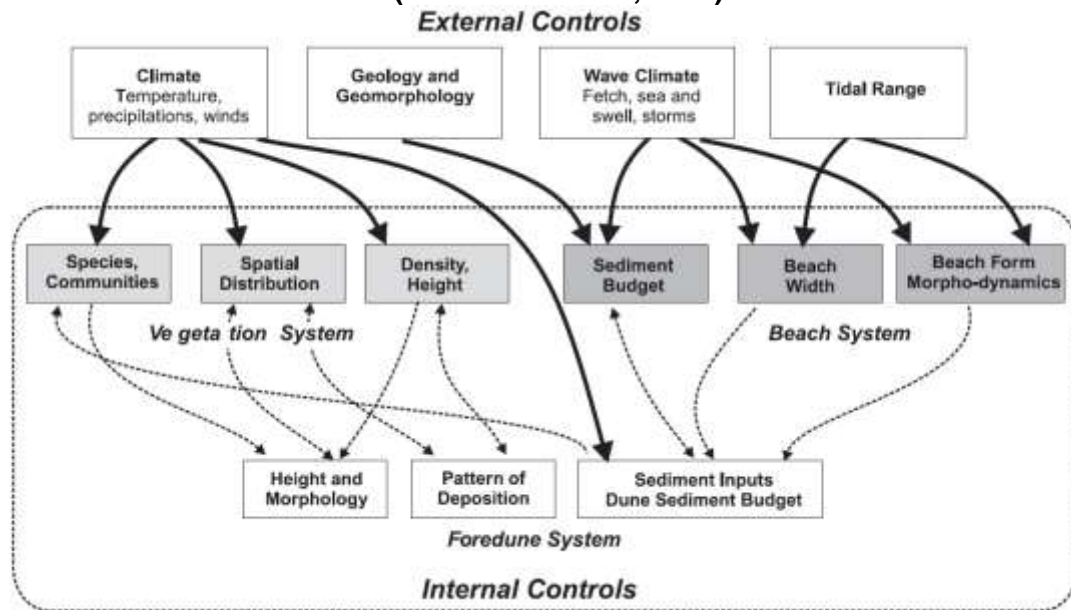 External Controls
Climate
Temperature,
precipitations, winds
Geology and
Geomorphology
Wave Climate
Fetch, sea and
swell, storms
Tidal Range
Species,
Communities
Spatial
Distribution
Density,
Height
Sediment
Budget
Beach
Width
Beach Form
Morpho-dynamics
Ve geta tion System
Beach System
Height and
Morphology
Pattern of
Deposition
Sediment Inputs
Dune Sediment Budget
Foredune System
Internal Controls